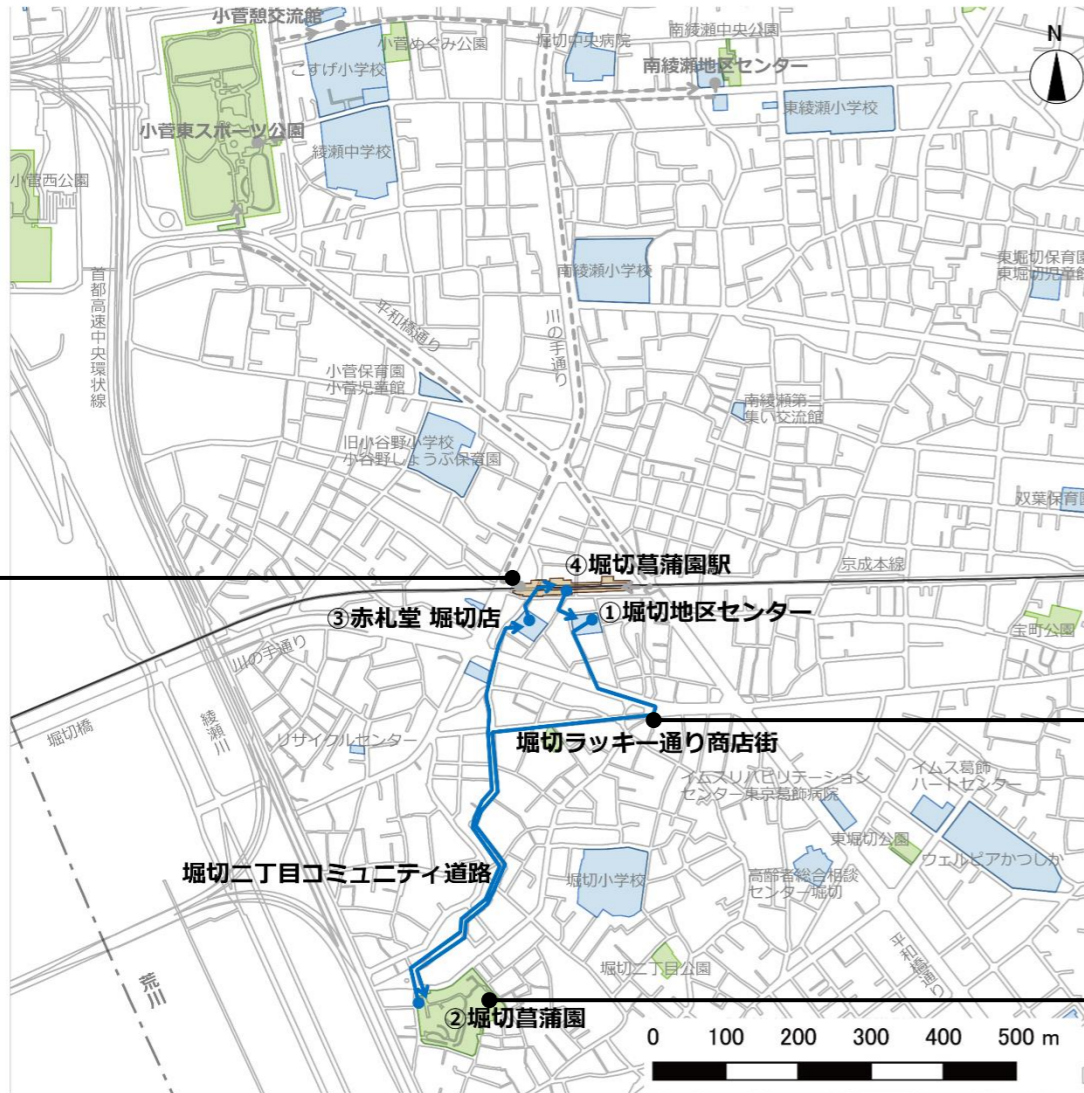 小菅憩交流館
小菅めぐみ公園
こすげ小学校
堀切中央病院
南綾瀬中央公園
南綾瀬地区センター
N
東綾瀬小学校
小菅東スポーツ公園
綾瀬中学校
小菅西公園
南綾瀬小学校
東堀切保育園
東堀切児童館
首都高速中央環状線
平和橋通り
川の手通り
小菅保育園
小菅児童館
南綾瀬第二
集い交流館
旧小谷野小学校
小谷野しょうぶ保育園
双葉保育園
④堀切菖蒲園駅
京成本線
③赤札堂 堀切店
①堀切地区センター
宝町公園
川の手通り
堀切橋
綾瀬川
リサイクルセンター
堀切ラッキー通り商店街
イムスリハビリテーション
センター東京葛飾病院
イムス葛飾
ハートセンター
東堀切公園
ウェルピアかつしか
堀切二丁目コミュニティ道路
堀切小学校
高齢者総合相談
センター堀切
堀切二丁目公園
平和橋通り
荒川
②堀切菖蒲園
0 100 200 300 400 500 m